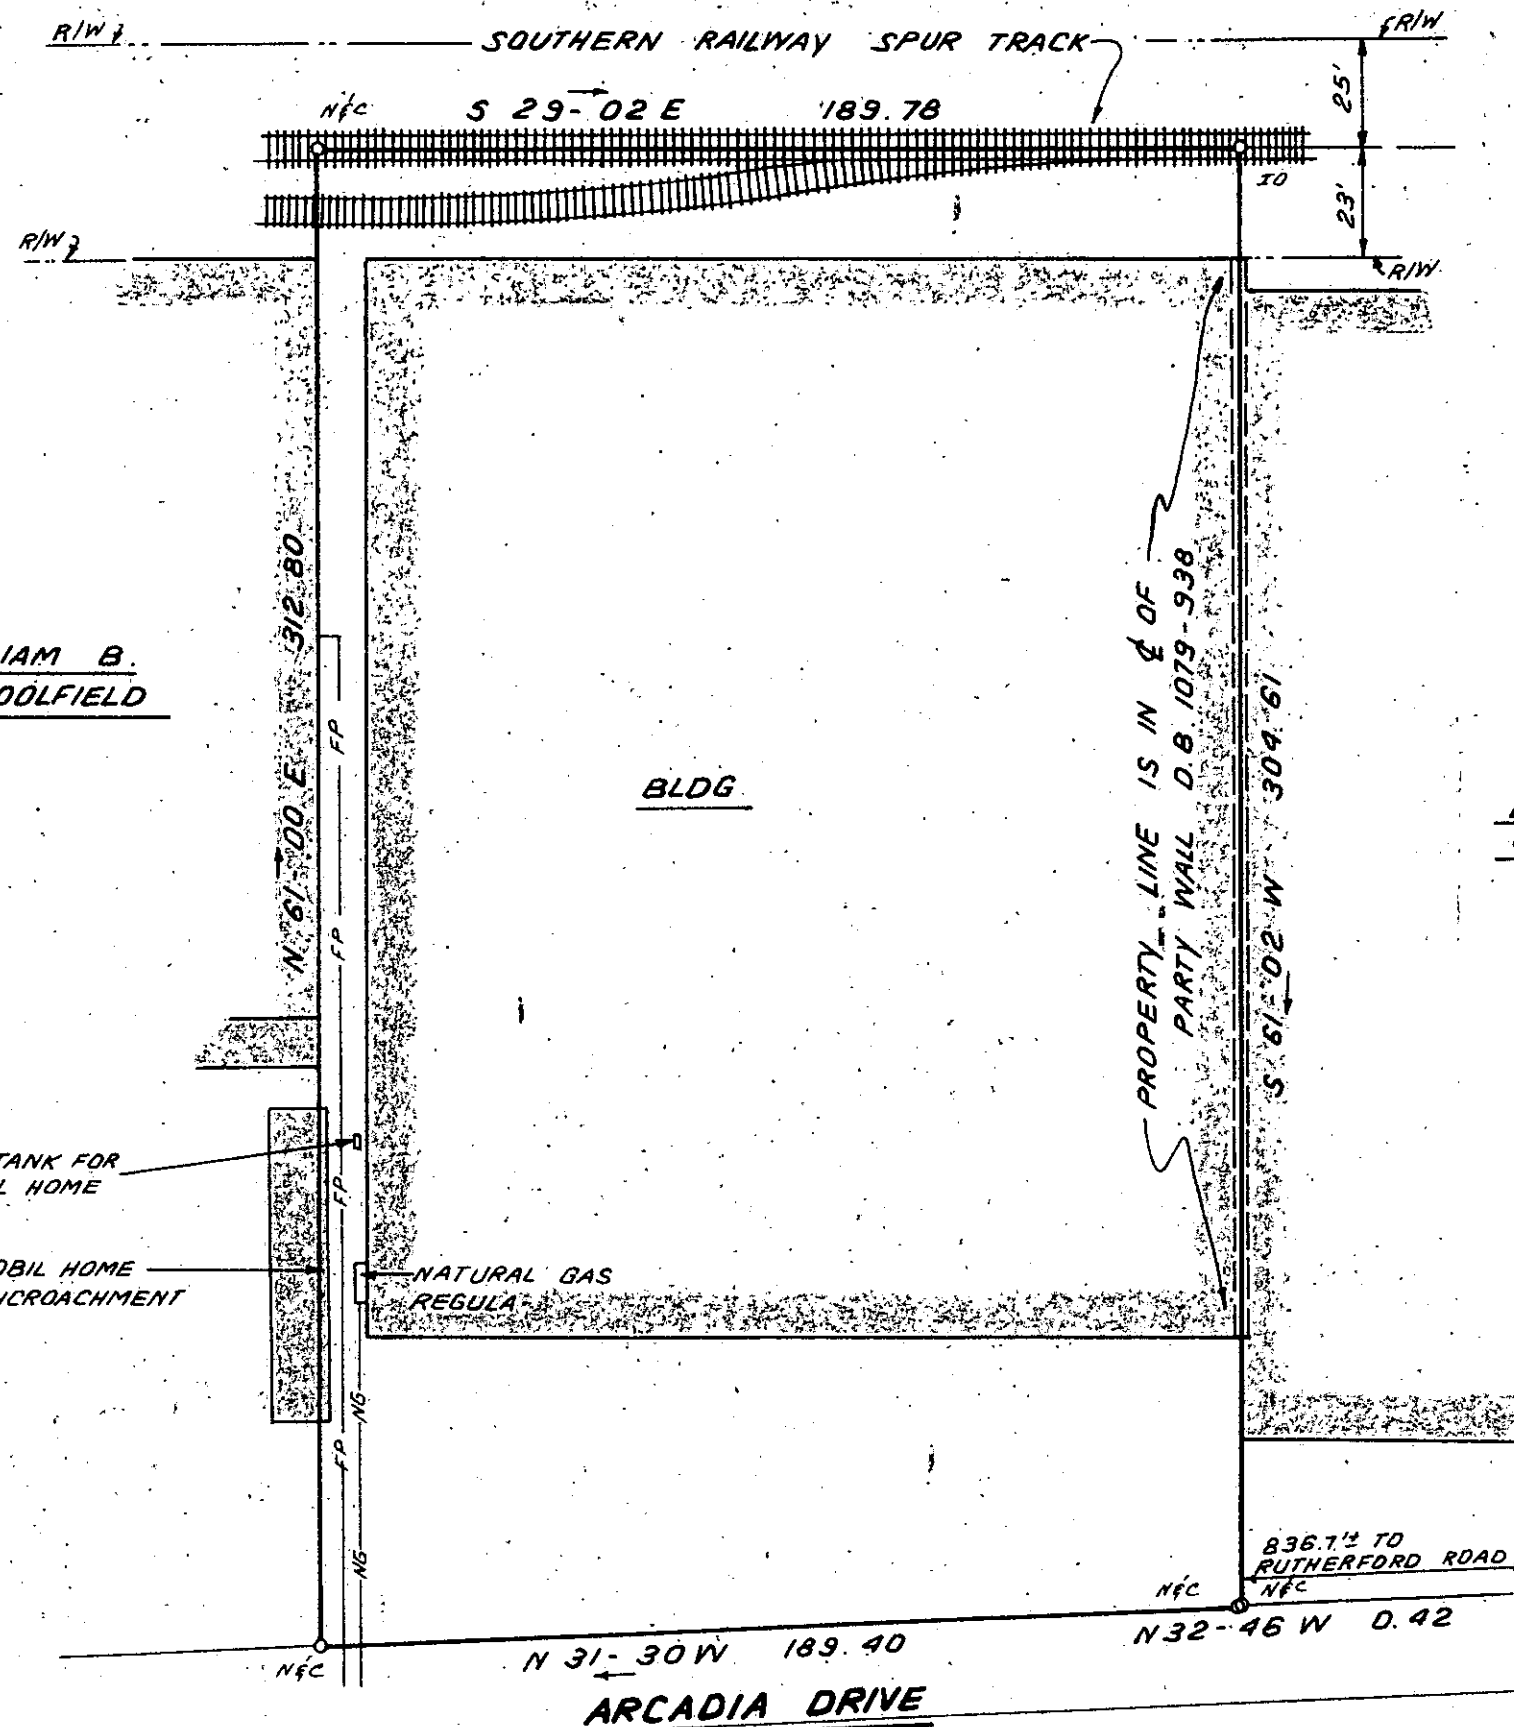 R/W
SOUTHERN RAILWAY SPUR TRACK
R/W
N&C
S 29-02 E 189.78
25'
IO
23'
R/W
R/W
N 61-00 E 312.80
IAM B.
OOLFIELD
FP
BLDG
PROPERTY LINE IS IN ℄ OF
PARTY WALL D.B. 1079-938
S 61-02 W 304.61
FP
TANK FOR
L HOME
FP
OBIL HOME
NCROACHMENT
NATURAL GAS
REGULA
NG
FP
NG
836.7'± TO
RUTHERFORD ROAD
N&C
N&C
N 32-46 W 0.42
N&C
N 31-30 W 189.40
ARCADIA DRIVE